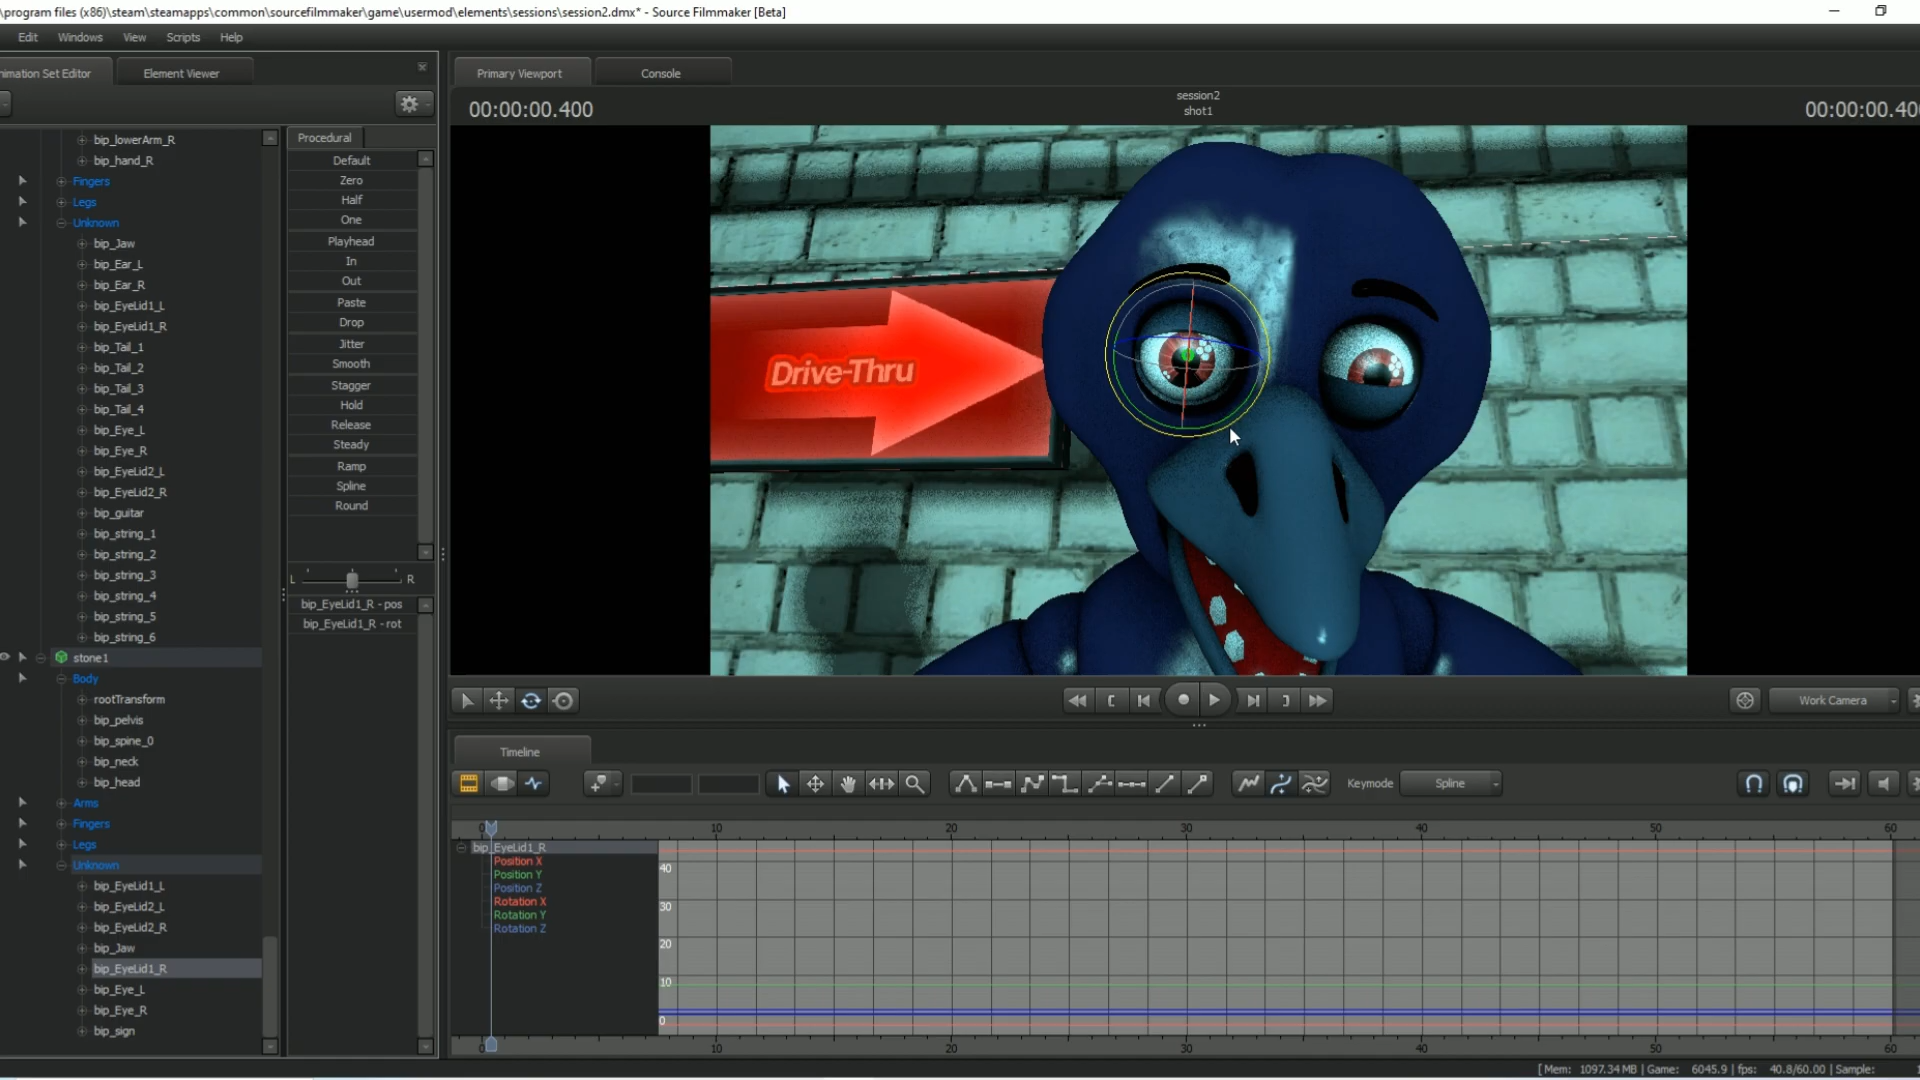 \program files (x86)\steam\steamapps\common\sourcefilmmaker\game\usermod\elements\sessions\session2.dmx* - Source Filmmaker [Beta]
Edit Windows View Scripts Help
nimation Set Editor Element Viewer
Primary Viewport Console
00:00:00.400
session2
shot1
00:00:00.40
bip_lowerArm_R
bip_hand_R
Fingers
Legs
Unknown
bip_Jaw
bip_Ear_L
bip_Ear_R
bip_EyeLid1_L
bip_EyeLid1_R
bip_Tail_1
bip_Tail_2
bip_Tail_3
bip_Tail_4
bip_Eye_L
bip_Eye_R
bip_EyeLid2_L
bip_EyeLid2_R
bip_guitar
bip_string_1
bip_string_2
bip_string_3
bip_string_4
bip_string_5
bip_string_6
stone1
Body
rootTransform
bip_pelvis
bip_spine_0
bip_neck
bip_head
Arms
Fingers
Legs
Unknown
bip_EyeLid1_L
bip_EyeLid2_L
bip_EyeLid2_R
bip_Jaw
bip_EyeLid1_R
bip_Eye_L
bip_Eye_R
bip_sign
Procedural
Default
Zero
Half
One
Playhead
In
Out
Paste
Drop
Jitter
Smooth
Stagger
Hold
Release
Steady
Ramp
Spline
Round
L R
bip_EyeLid1_R - pos
bip_EyeLid1_R - rot
Drive-Thru
Work Camera
Timeline
Keymode Spline
0 10 20 30 40 50 60
bip_EyeLid1_R
Position X
Position Y
Position Z
Rotation X
Rotation Y
Rotation Z
40
30
20
10
0
0 10 20 30 40 50 60
[ Mem: 1097.34 MB | Game: 6045.9 | fps: 40.8/60.00 | Sample: